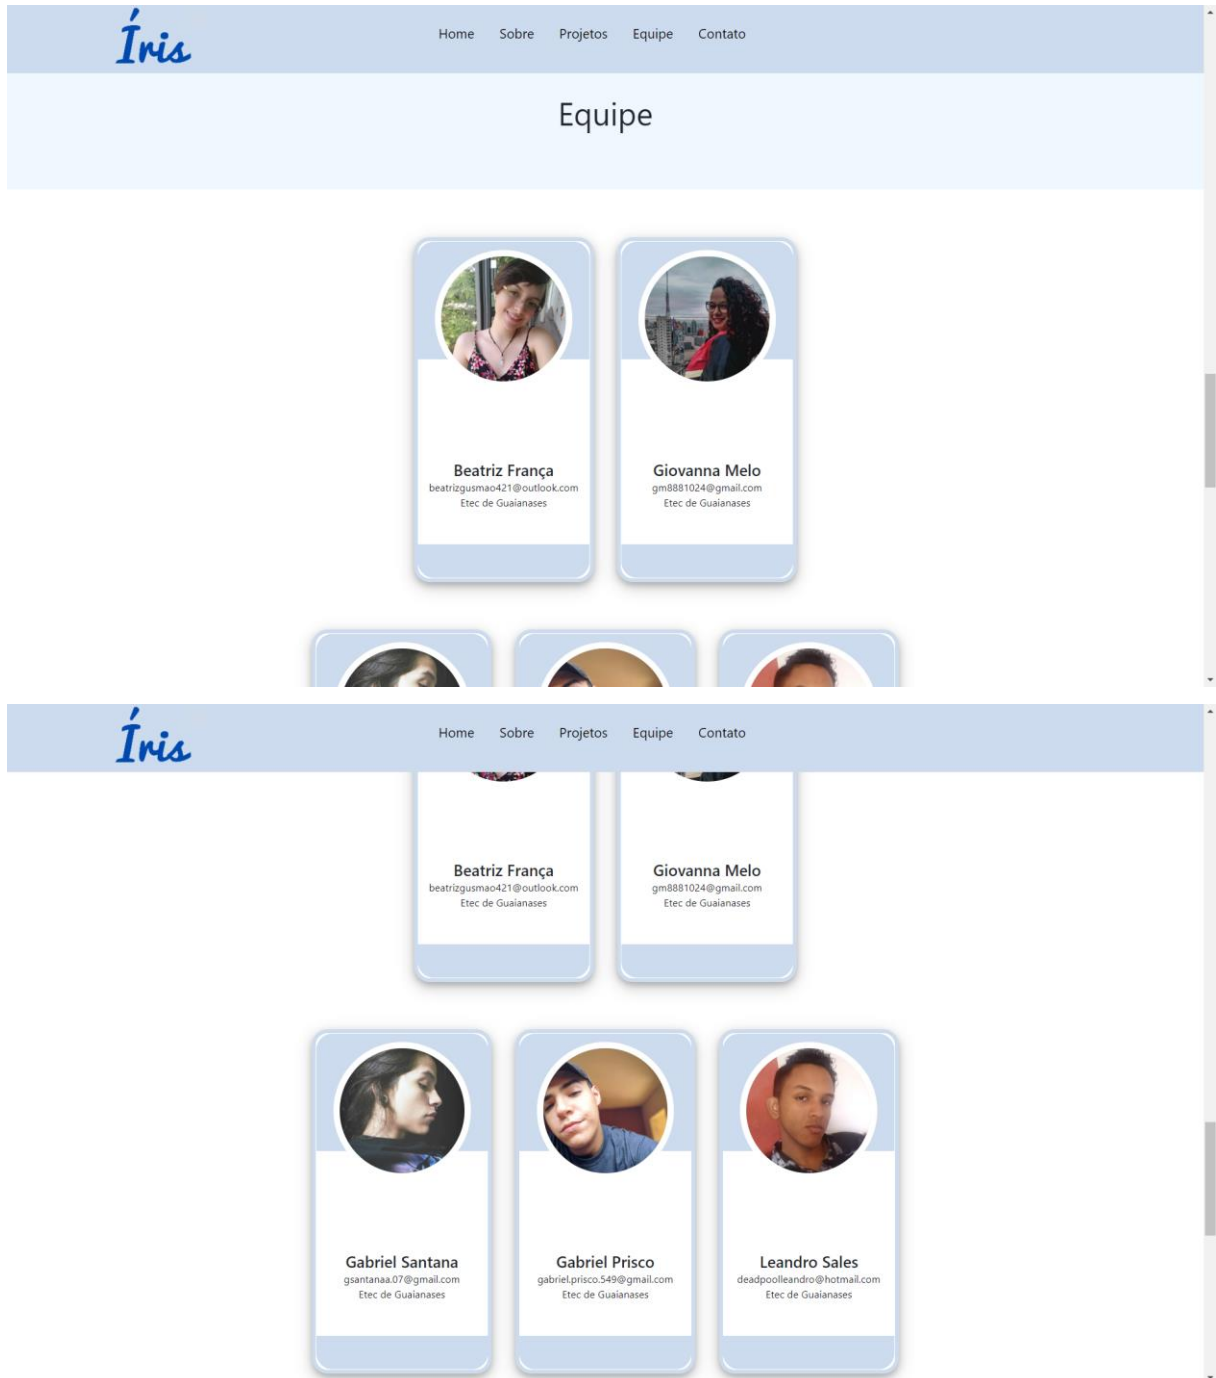 Íris
Home Sobre Projetos Equipe Contato
Equipe
Beatriz França
beatrizgusmao421@outlook.com
Etec de Guaianases
Giovanna Melo
gm8881024@gmail.com
Etec de Guaianases
Íris
Home Sobre Projetos Equipe Contato
Beatriz França
beatrizgusmao421@outlook.com
Etec de Guaianases
Giovanna Melo
gm8881024@gmail.com
Etec de Guaianases
Gabriel Santana
gsantanaa.07@gmail.com
Etec de Guaianases
Gabriel Prisco
gabriel.prisco.549@gmail.com
Etec de Guaianases
Leandro Sales
deadpoolleandro@hotmail.com
Etec de Guaianases